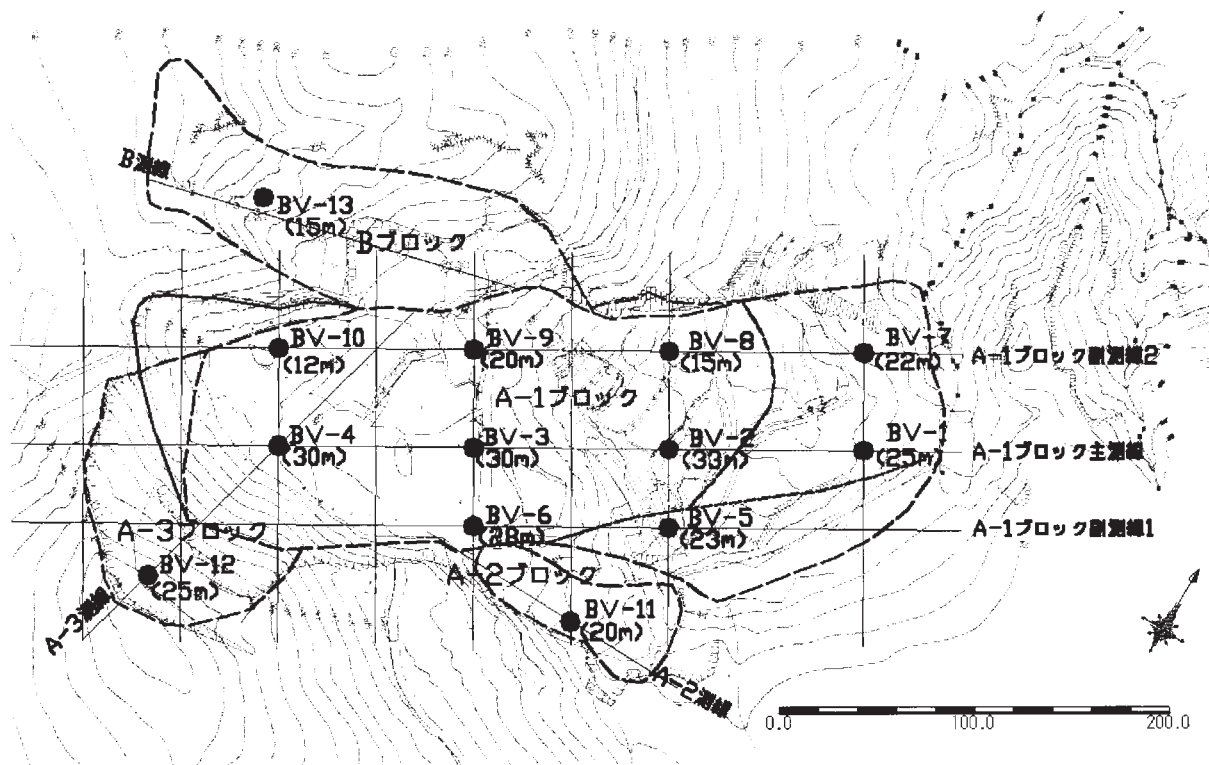 B測線
BV-13
(15m)
Bブロック
BV-10
(12m)
BV-9
(20m)
BV-8
(15m)
BV-7
(22m)
A-1ブロック副測線2
A-1ブロック
BV-4
(30m)
BV-3
(30m)
BV-2
(33m)
BV-1
(25m)
A-1ブロック主測線
BV-6
(28m)
BV-5
(23m)
A-1ブロック副測線1
A-3ブロック
BV-12
(25m)
A-2ブロック
BV-11
(20m)
A-3測線
A-2測線
0.0
100.0
200.0